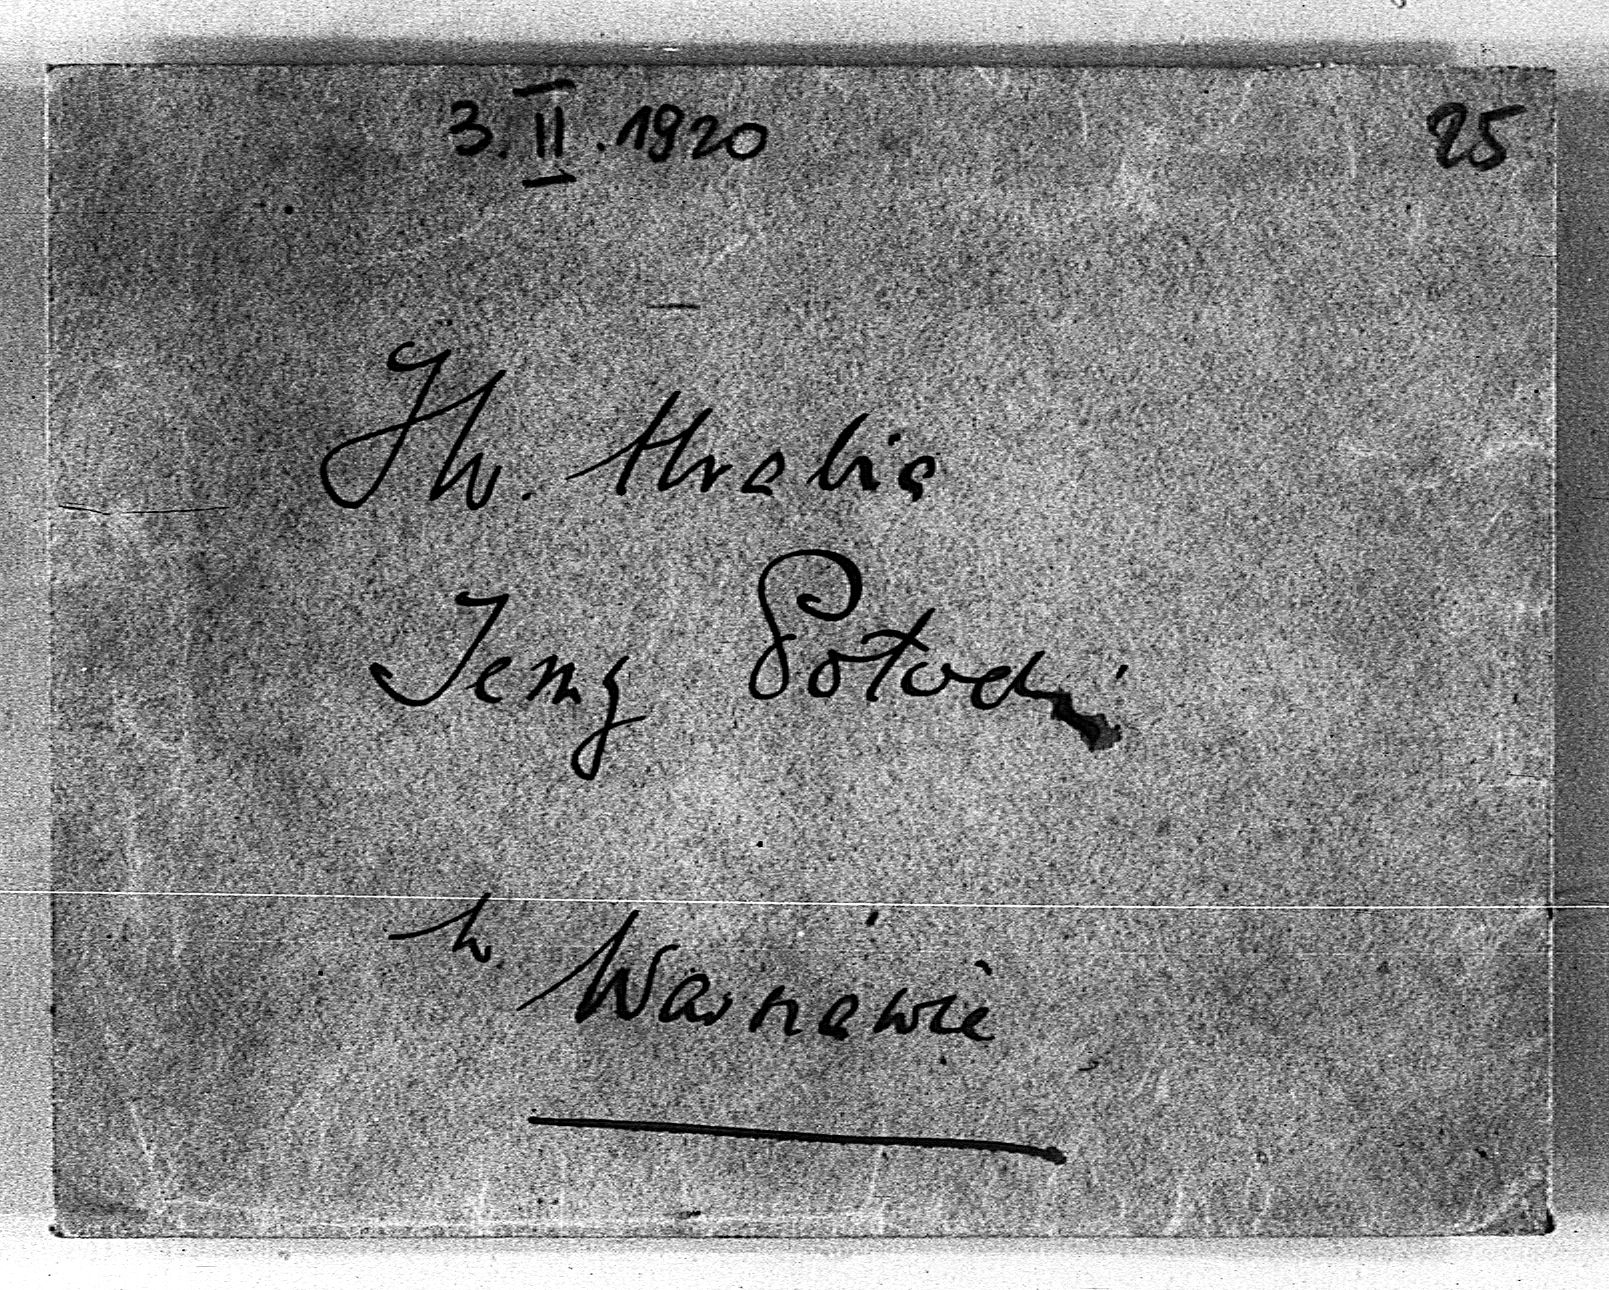 3.II.1920
25
JW. Hrabia
Jerzy Potocki
w Warszawie